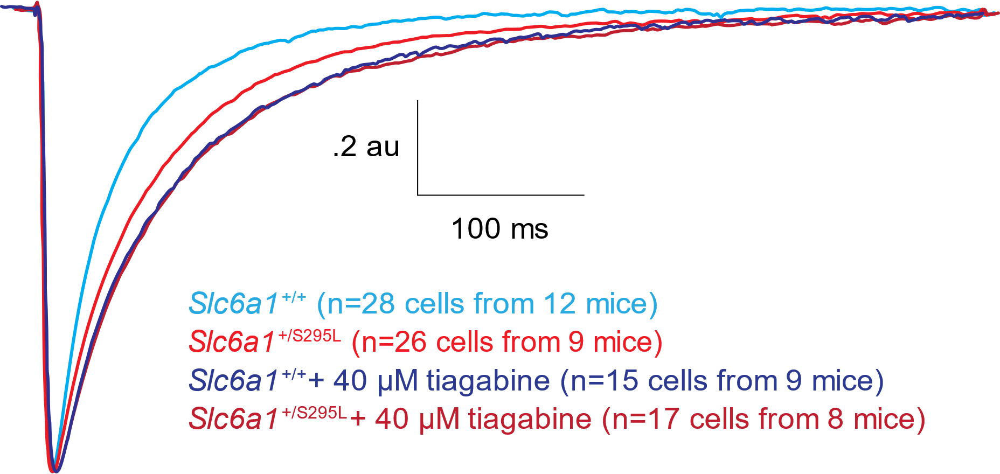 .2 au
100 ms
Slc6a1+/+ (n=28 cells from 12 mice)
Slc6a1+/S295L (n=26 cells from 9 mice)
Slc6a1+/+ + 40 µM tiagabine (n=15 cells from 9 mice)
Slc6a1+/S295L + 40 µM tiagabine (n=17 cells from 8 mice)